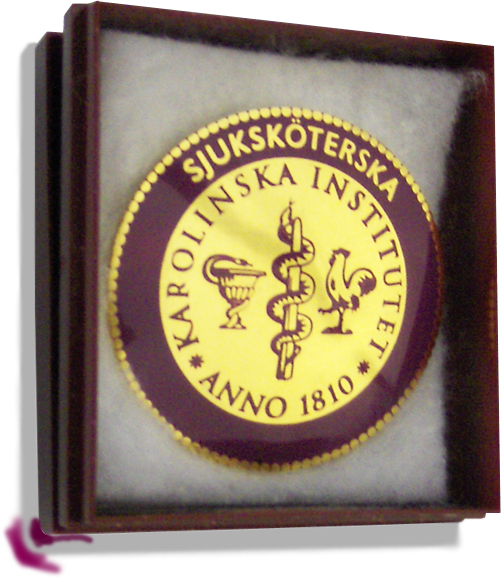 SJUKSKÖTERSKA
KAROLINSKA INSTITUTET
* ANNO 1810 *